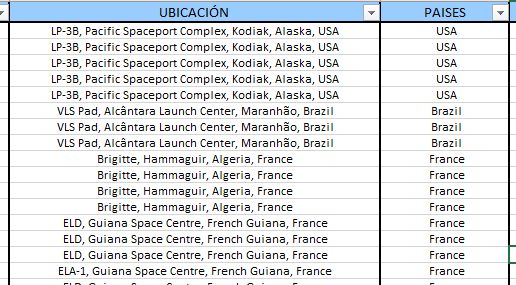 UBICACIÓN PAISES
LP-3B, Pacific Spaceport Complex, Kodiak, Alaska, USA USA
LP-3B, Pacific Spaceport Complex, Kodiak, Alaska, USA USA
LP-3B, Pacific Spaceport Complex, Kodiak, Alaska, USA USA
LP-3B, Pacific Spaceport Complex, Kodiak, Alaska, USA USA
LP-3B, Pacific Spaceport Complex, Kodiak, Alaska, USA USA
VLS Pad, Alcântara Launch Center, Maranhão, Brazil Brazil
VLS Pad, Alcântara Launch Center, Maranhão, Brazil Brazil
VLS Pad, Alcântara Launch Center, Maranhão, Brazil Brazil
Brigitte, Hammaguir, Algeria, France France
Brigitte, Hammaguir, Algeria, France France
Brigitte, Hammaguir, Algeria, France France
Brigitte, Hammaguir, Algeria, France France
ELD, Guiana Space Centre, French Guiana, France France
ELD, Guiana Space Centre, French Guiana, France France
ELD, Guiana Space Centre, French Guiana, France France
ELA-1, Guiana Space Centre, French Guiana, France France